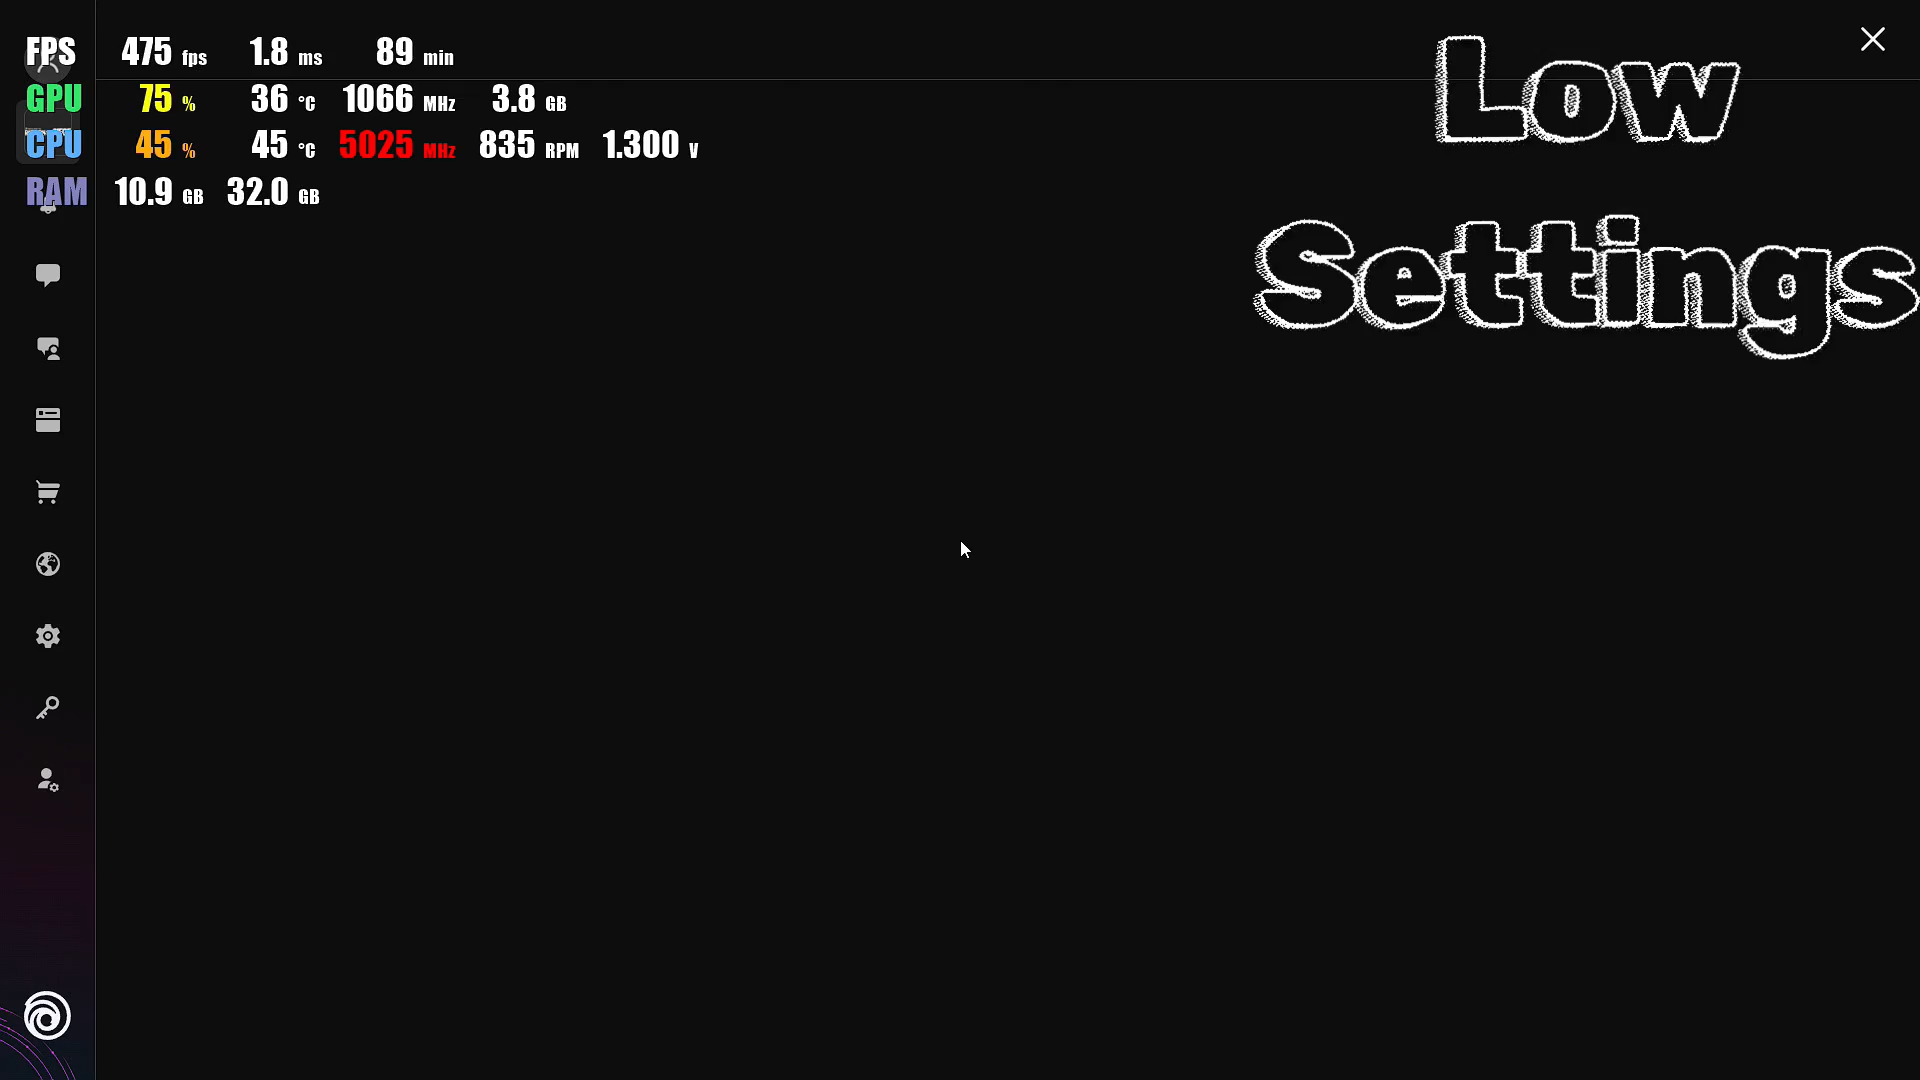 FPS 475 fps 1.8 ms 89 min
GPU 75 % 36 °C 1066 MHz 3.8 GB
CPU 45 % 45 °C 5025 MHz 835 RPM 1.300 V
RAM 10.9 GB 32.0 GB
Low
Settings